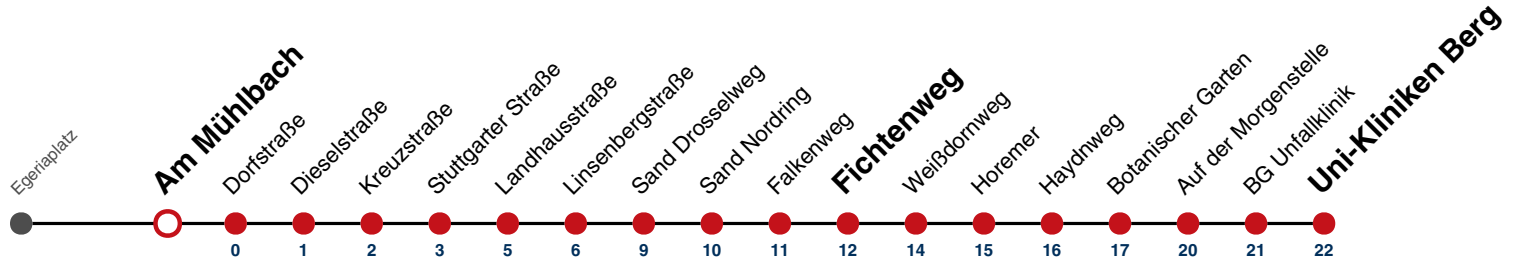 Egeriaplatz
Am Mühlbach
Dorfstraße
Dieselstraße
Kreuzstraße
Stuttgarter Straße
Landhausstraße
Linsenbergstraße
Sand Drosselweg
Sand Nordring
Falkenweg
Fichtenweg
Weißdornweg
Horemer
Haydnweg
Botanischer Garten
Auf der Morgenstelle
BG Unfallklinik
Uni-Kliniken Berg
0 1 2 3 5 6 9 10 11 12 14 15 16 17 20 21 22